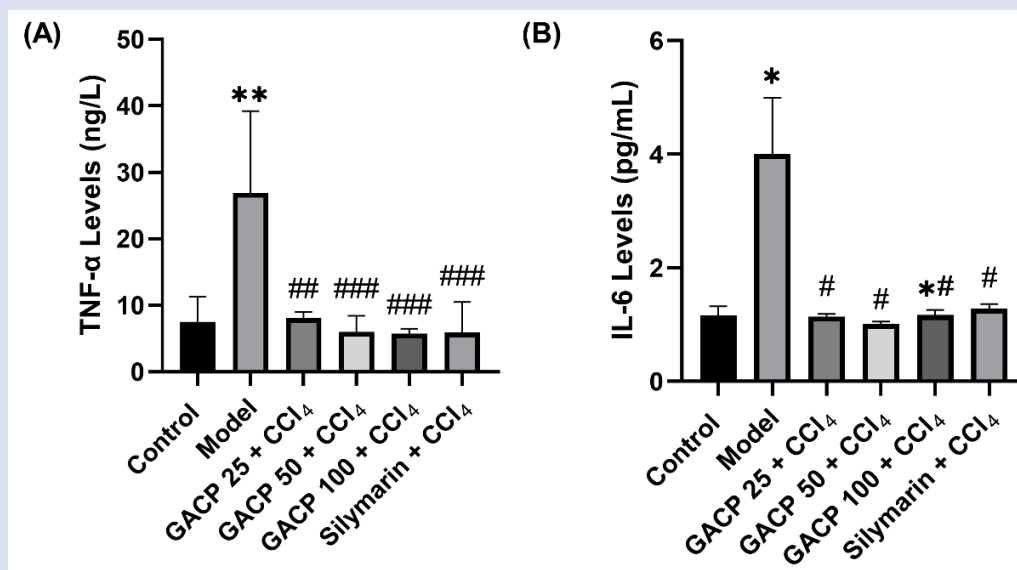 (A)
TNF-α Levels (ng/L)
50
40
30
20
10
0
**
##
###
###
###
Control
Model
GACP 25 + CCl₄
GACP 50 + CCl₄
GACP 100 + CCl₄
Silymarin + CCl₄
(B)
IL-6 Levels (pg/mL)
6
4
2
0
*
#
#
*#
#
Control
Model
GACP 25 + CCl₄
GACP 50 + CCl₄
GACP 100 + CCl₄
Silymarin + CCl₄